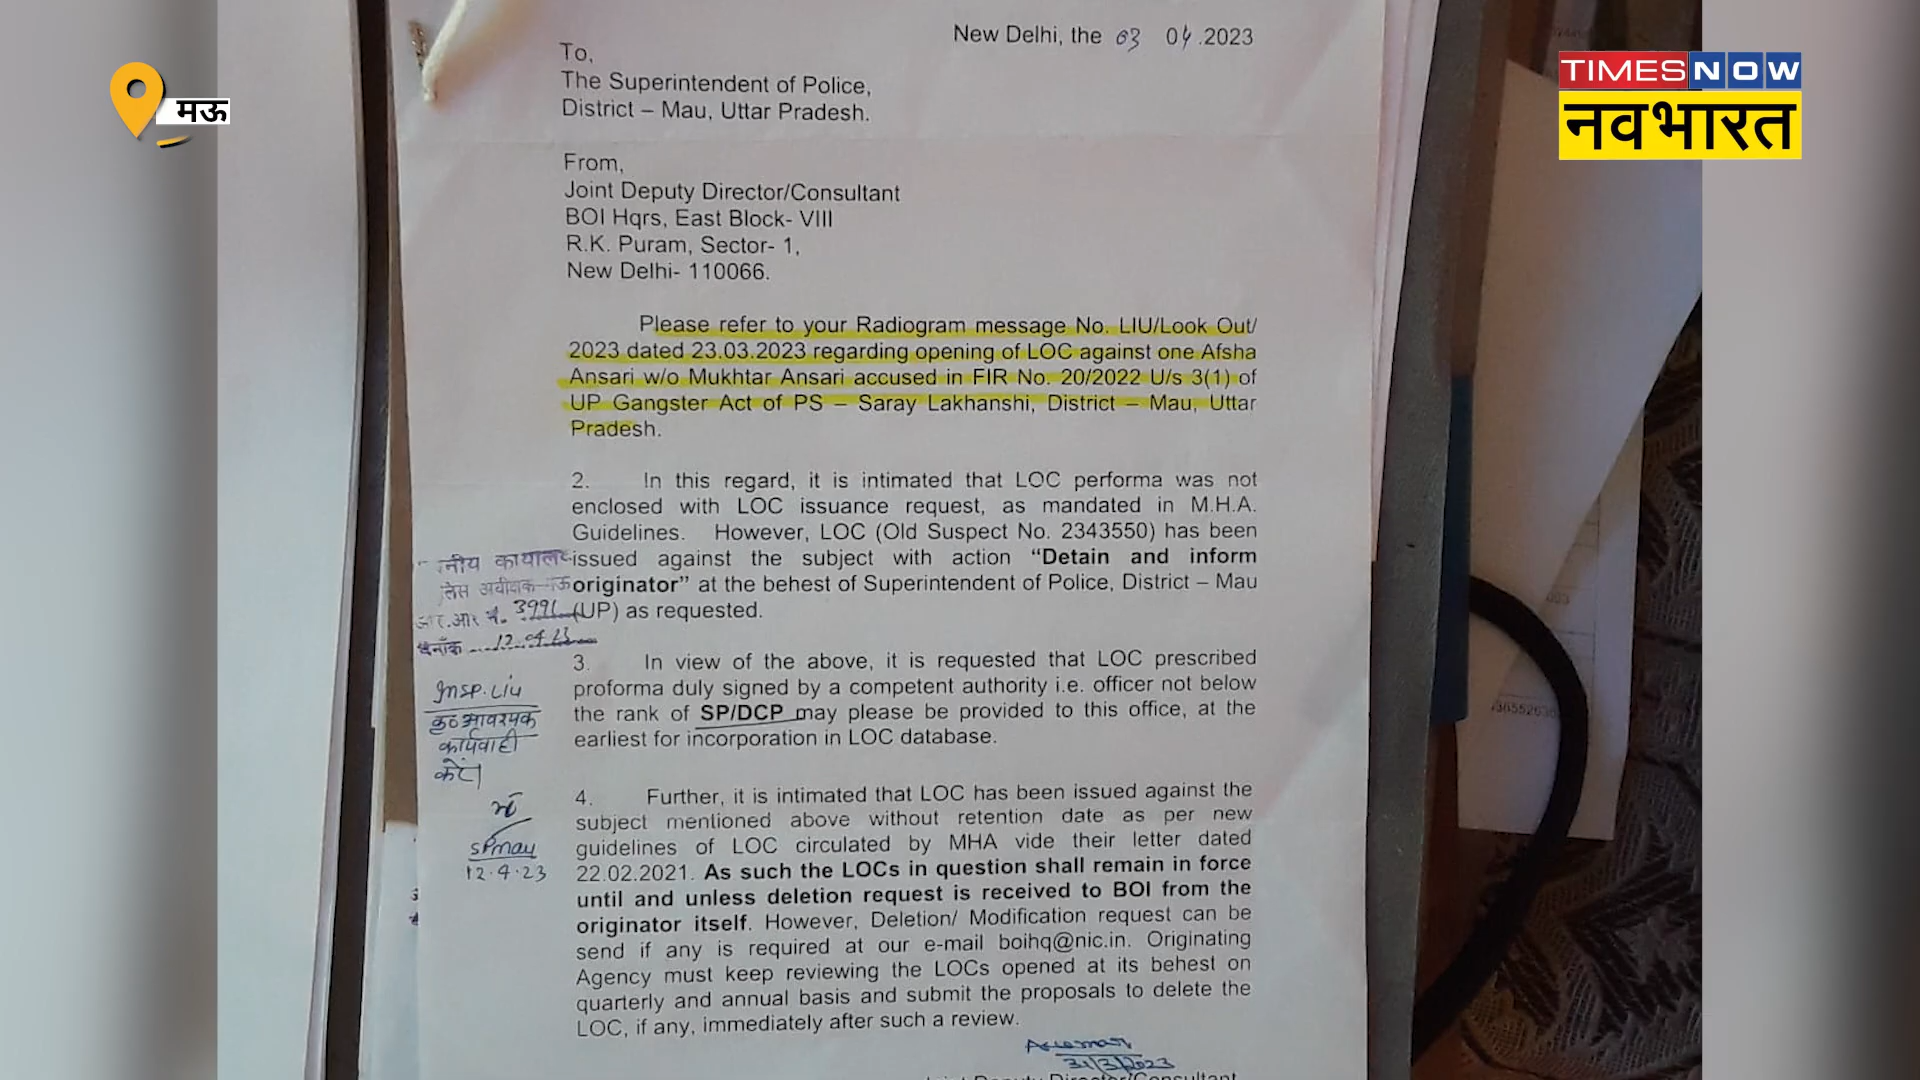 New Delhi, the 03 04.2023
To,
The Superintendent of Police,
District – Mau, Uttar Pradesh.
मऊ
TIMES NOW
नवभारत
From,
Joint Deputy Director/Consultant
BOI Hqrs, East Block- VIII
R.K. Puram, Sector- 1,
New Delhi- 110066.
Please refer to your Radiogram message No. LIU/Look Out/
2023 dated 23.03.2023 regarding opening of LOC against one Afsha
Ansari w/o Mukhtar Ansari accused in FIR No. 20/2022 U/s 3(1) of
UP Gangster Act of PS – Saray Lakhanshi, District – Mau, Uttar
Pradesh.
2. In this regard, it is intimated that LOC performa was not
enclosed with LOC issuance request, as mandated in M.H.A.
Guidelines. However, LOC (Old Suspect No. 2343550) has been
issued against the subject with action “Detain and inform
originator” at the behest of Superintendent of Police, District – Mau
(UP) as requested.
3. In view of the above, it is requested that LOC prescribed
proforma duly signed by a competent authority i.e. officer not below
the rank of SP/DCP may please be provided to this office, at the
earliest for incorporation in LOC database.
4. Further, it is intimated that LOC has been issued against the
subject mentioned above without retention date as per new
guidelines of LOC circulated by MHA vide their letter dated
22.02.2021. As such the LOCs in question shall remain in force
until and unless deletion request is received to BOI from the
originator itself. However, Deletion/ Modification request can be
send if any is required at our e-mail boihq@nic.in. Originating
Agency must keep reviewing the LOCs opened at its behest on
quarterly and annual basis and submit the proposals to delete the
LOC, if any, immediately after such a review.
31/3/2023
Joint Deputy Director/Consultant
12.04.23
Insp. LIU
कृ० आवश्यक
कार्यवाही
करें।
SP mau
12.4.23